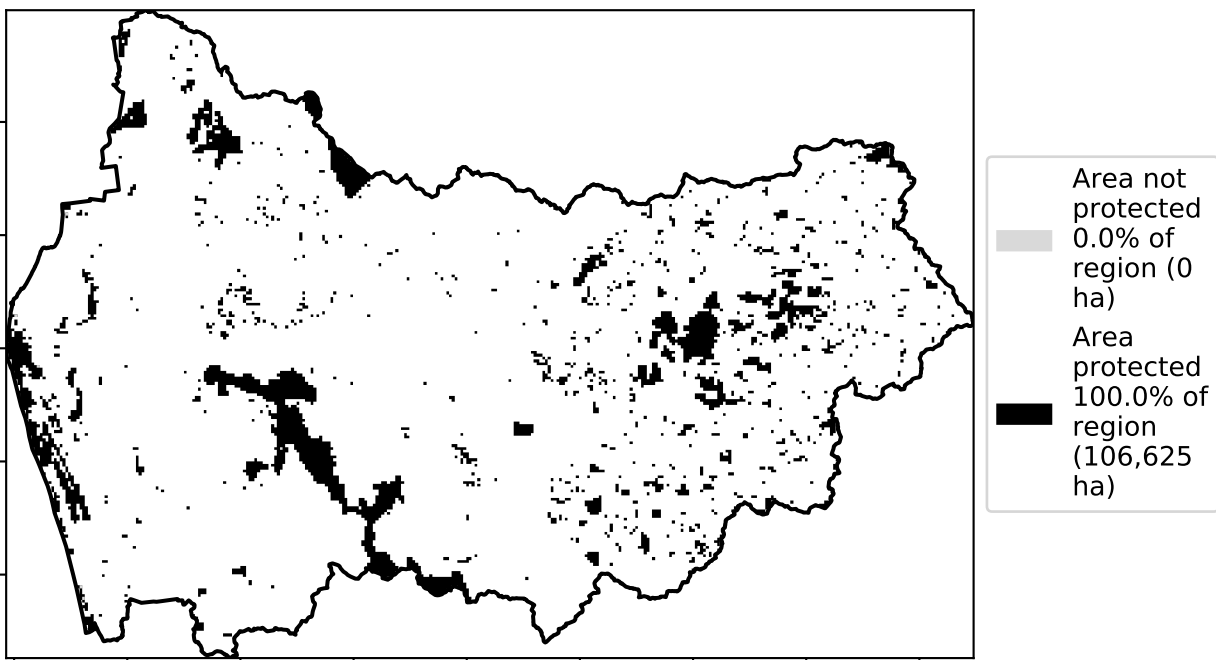 Area not
protected
0.0% of
region (0
ha)
Area
protected
100.0% of
region
(106,625
ha)